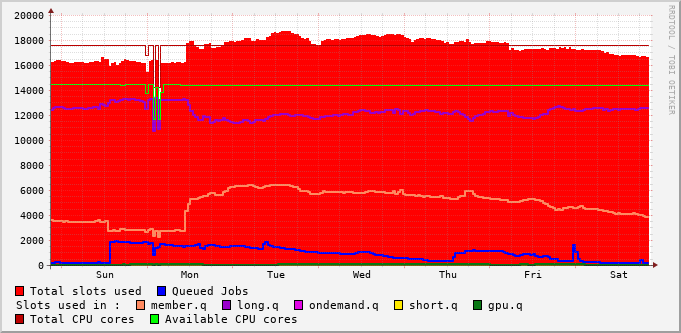 20000
18000
16000
14000
12000
10000
8000
6000
4000
2000
0
Sun Mon Tue Wed Thu Fri Sat
RRDTOOL / TOBI OETIKER
Total slots used Queued Jobs
Slots used in : member.q long.q ondemand.q short.q gpu.q
Total CPU cores Available CPU cores